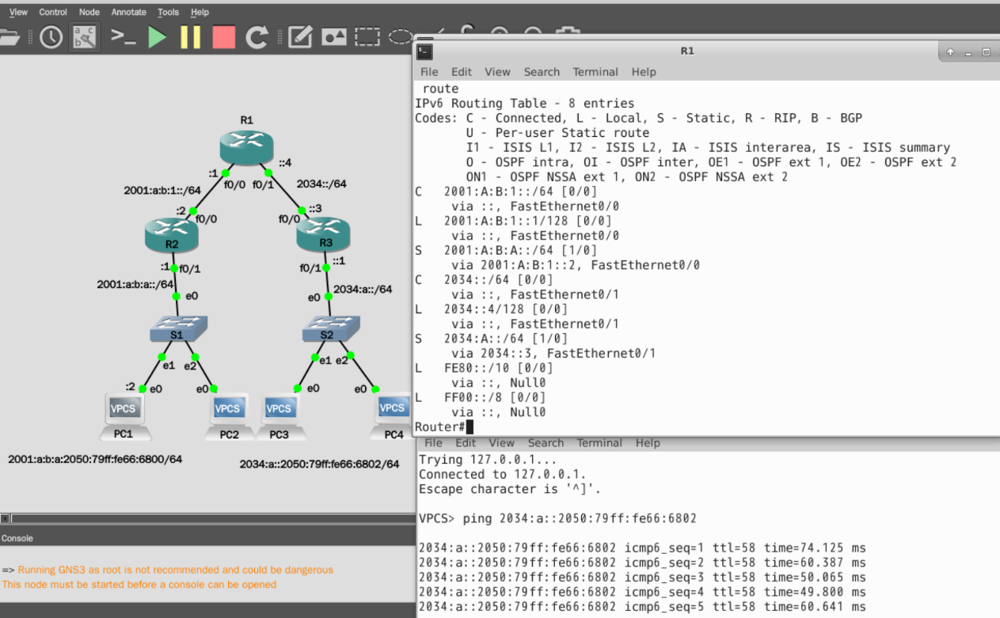 View Control Node Annotate Tools Help
a c
b
R1
File Edit View Search Terminal Help
route
IPv6 Routing Table - 8 entries
Codes: C - Connected, L - Local, S - Static, R - RIP, B - BGP
U - Per-user Static route
I1 - ISIS L1, I2 - ISIS L2, IA - ISIS interarea, IS - ISIS summary
O - OSPF intra, OI - OSPF inter, OE1 - OSPF ext 1, OE2 - OSPF ext 2
ON1 - OSPF NSSA ext 1, ON2 - OSPF NSSA ext 2
C 2001:A:B:1::/64 [0/0]
via ::, FastEthernet0/0
L 2001:A:B:1::1/128 [0/0]
via ::, FastEthernet0/0
S 2001:A:B:A::/64 [1/0]
via 2001:A:B:1::2, FastEthernet0/0
C 2034::/64 [0/0]
via ::, FastEthernet0/1
L 2034::4/128 [0/0]
via ::, FastEthernet0/1
S 2034:A::/64 [1/0]
via 2034::3, FastEthernet0/1
L FE80::/10 [0/0]
via ::, Null0
L FF00::/8 [0/0]
via ::, Null0
Router#
R1
:1 ::4
f0/0 f0/1
2001:a:b:1::/64 2034::/64
:2 ::3
f0/0 f0/0
R2 R3
:1 f0/1 f0/1 ::1
2001:a:b:a::/64 2034:a::/64
e0 e0
S1 S2
e1 e2 e1 e2
:2 e0 e0 e0 e0
VPCS VPCS VPCS VPCS
PC1 PC2 PC3 PC4
2001:a:b:a:2050:79ff:fe66:6800/64 2034:a::2050:79ff:fe66:6802/64
Console
=> Running GNS3 as root is not recommended and could be dangerous
This node must be started before a console can be opened
File Edit View Search Terminal Help
Trying 127.0.0.1...
Connected to 127.0.0.1.
Escape character is '^]'.
VPCS> ping 2034:a::2050:79ff:fe66:6802
2034:a::2050:79ff:fe66:6802 icmp6_seq=1 ttl=58 time=74.125 ms
2034:a::2050:79ff:fe66:6802 icmp6_seq=2 ttl=58 time=60.387 ms
2034:a::2050:79ff:fe66:6802 icmp6_seq=3 ttl=58 time=50.065 ms
2034:a::2050:79ff:fe66:6802 icmp6_seq=4 ttl=58 time=49.800 ms
2034:a::2050:79ff:fe66:6802 icmp6_seq=5 ttl=58 time=60.641 ms